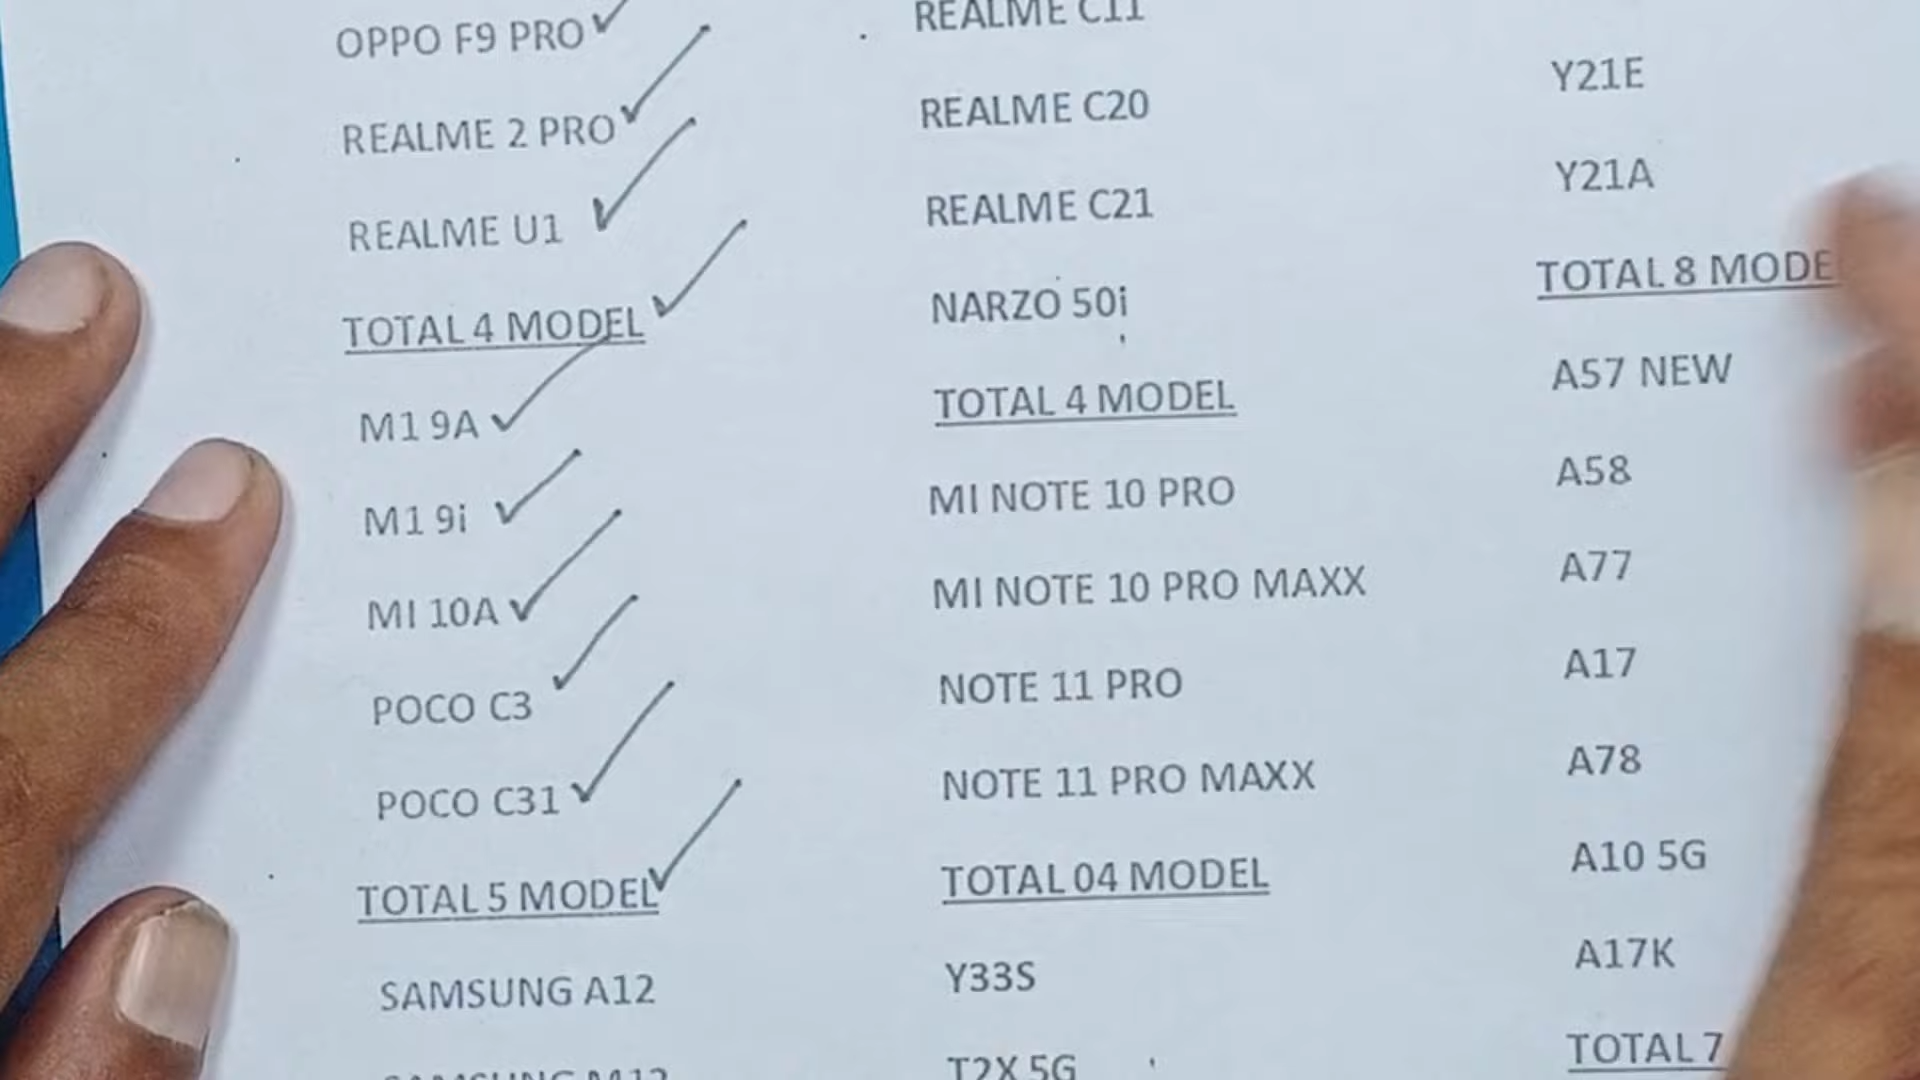 OPPO F9 PRO
REALME 2 PRO
REALME U1
TOTAL 4 MODEL
M1 9A
M1 9i
MI 10A
POCO C3
POCO C31
TOTAL 5 MODEL
SAMSUNG A12
SAMSUNG M12
REALME C11
REALME C20
REALME C21
NARZO 50i
TOTAL 4 MODEL
MI NOTE 10 PRO
MI NOTE 10 PRO MAXX
NOTE 11 PRO
NOTE 11 PRO MAXX
TOTAL 04 MODEL
Y33S
T2X 5G
Y21E
Y21A
TOTAL 8 MODE
A57 NEW
A58
A77
A17
A78
A10 5G
A17K
TOTAL 7